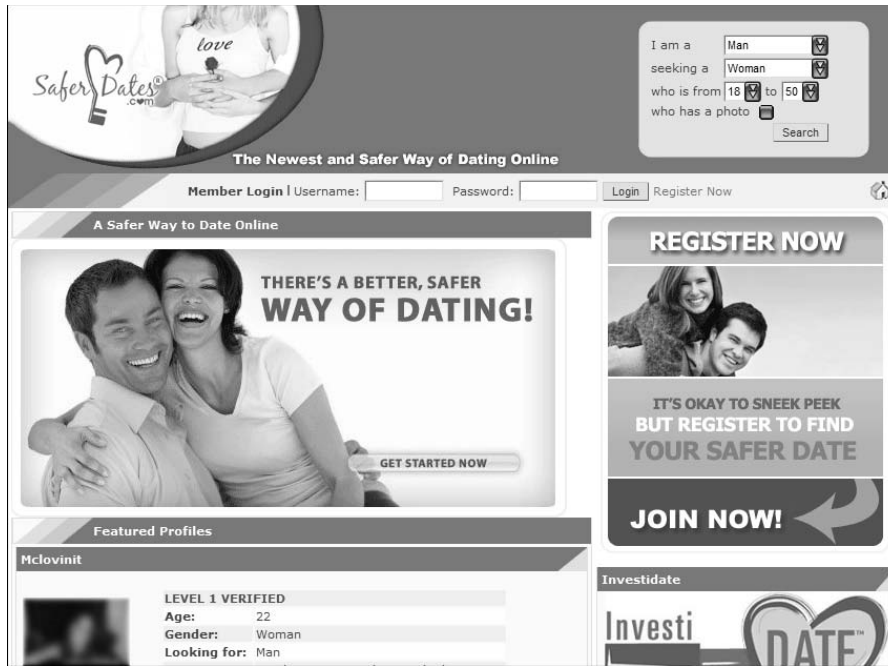 love
Safer Dates®
.com
I am a Man
seeking a Woman
who is from 18 to 50
who has a photo
Search
The Newest and Safer Way of Dating Online
Member Login | Username: Password: Login Register Now
A Safer Way to Date Online
THERE'S A BETTER, SAFER
WAY OF DATING!
GET STARTED NOW
REGISTER NOW
IT'S OKAY TO SNEEK PEEK
BUT REGISTER TO FIND
YOUR SAFER DATE
JOIN NOW!
Featured Profiles
Mclovinit
LEVEL 1 VERIFIED
Age: 22
Gender: Woman
Looking for: Man
Investidate
Investi
DATE™